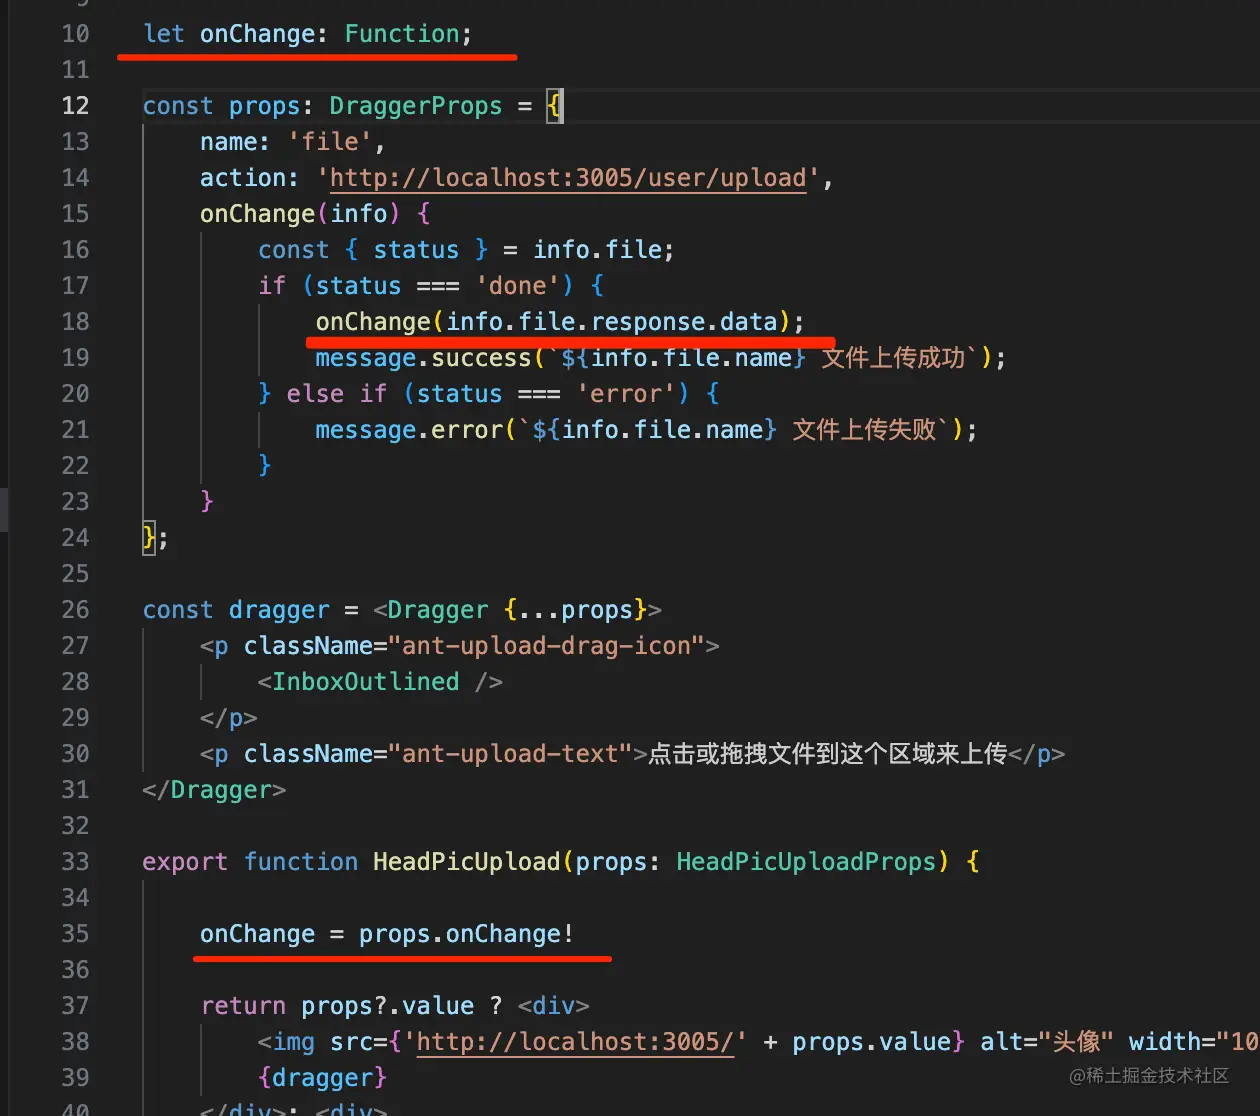 10 let onChange: Function;
11
12 const props: DraggerProps = {
13 name: 'file',
14 action: 'http://localhost:3005/user/upload',
15 onChange(info) {
16 const { status } = info.file;
17 if (status === 'done') {
18 onChange(info.file.response.data);
19 message.success(`${info.file.name} 文件上传成功`);
20 } else if (status === 'error') {
21 message.error(`${info.file.name} 文件上传失败`);
22 }
23 }
24 };
25
26 const dragger = <Dragger {...props}>
27 <p className="ant-upload-drag-icon">
28 <InboxOutlined />
29 </p>
30 <p className="ant-upload-text">点击或拖拽文件到这个区域来上传</p>
31 </Dragger>
32
33 export function HeadPicUpload(props: HeadPicUploadProps) {
34
35 onChange = props.onChange!
36
37 return props?.value ? <div>
38 <img src={'http://localhost:3005/' + props.value} alt="头像" width="10
39 {dragger}
40 </div>: <div>
@稀土掘金技术社区